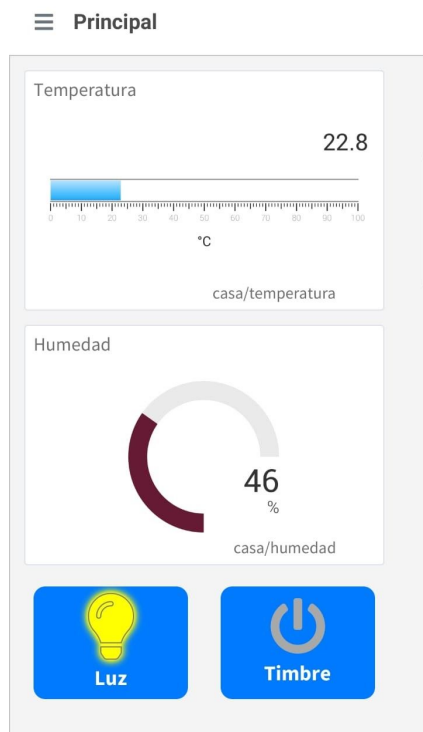 Principal
Temperatura
22.8
0 10 20 30 40 50 60 70 80 90 100
°C
casa/temperatura
Humedad
46
%
casa/humedad
Luz Timbre